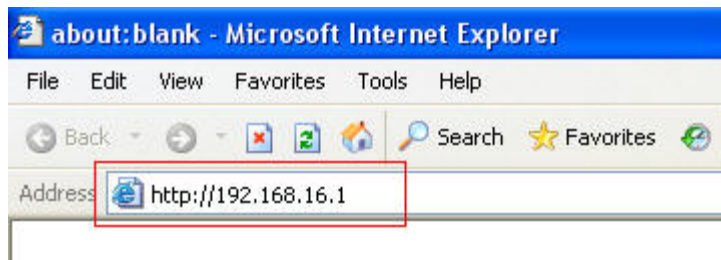 about:blank - Microsoft Internet Explorer
File Edit View Favorites Tools Help
Back Search Favorites
Address http://192.168.16.1